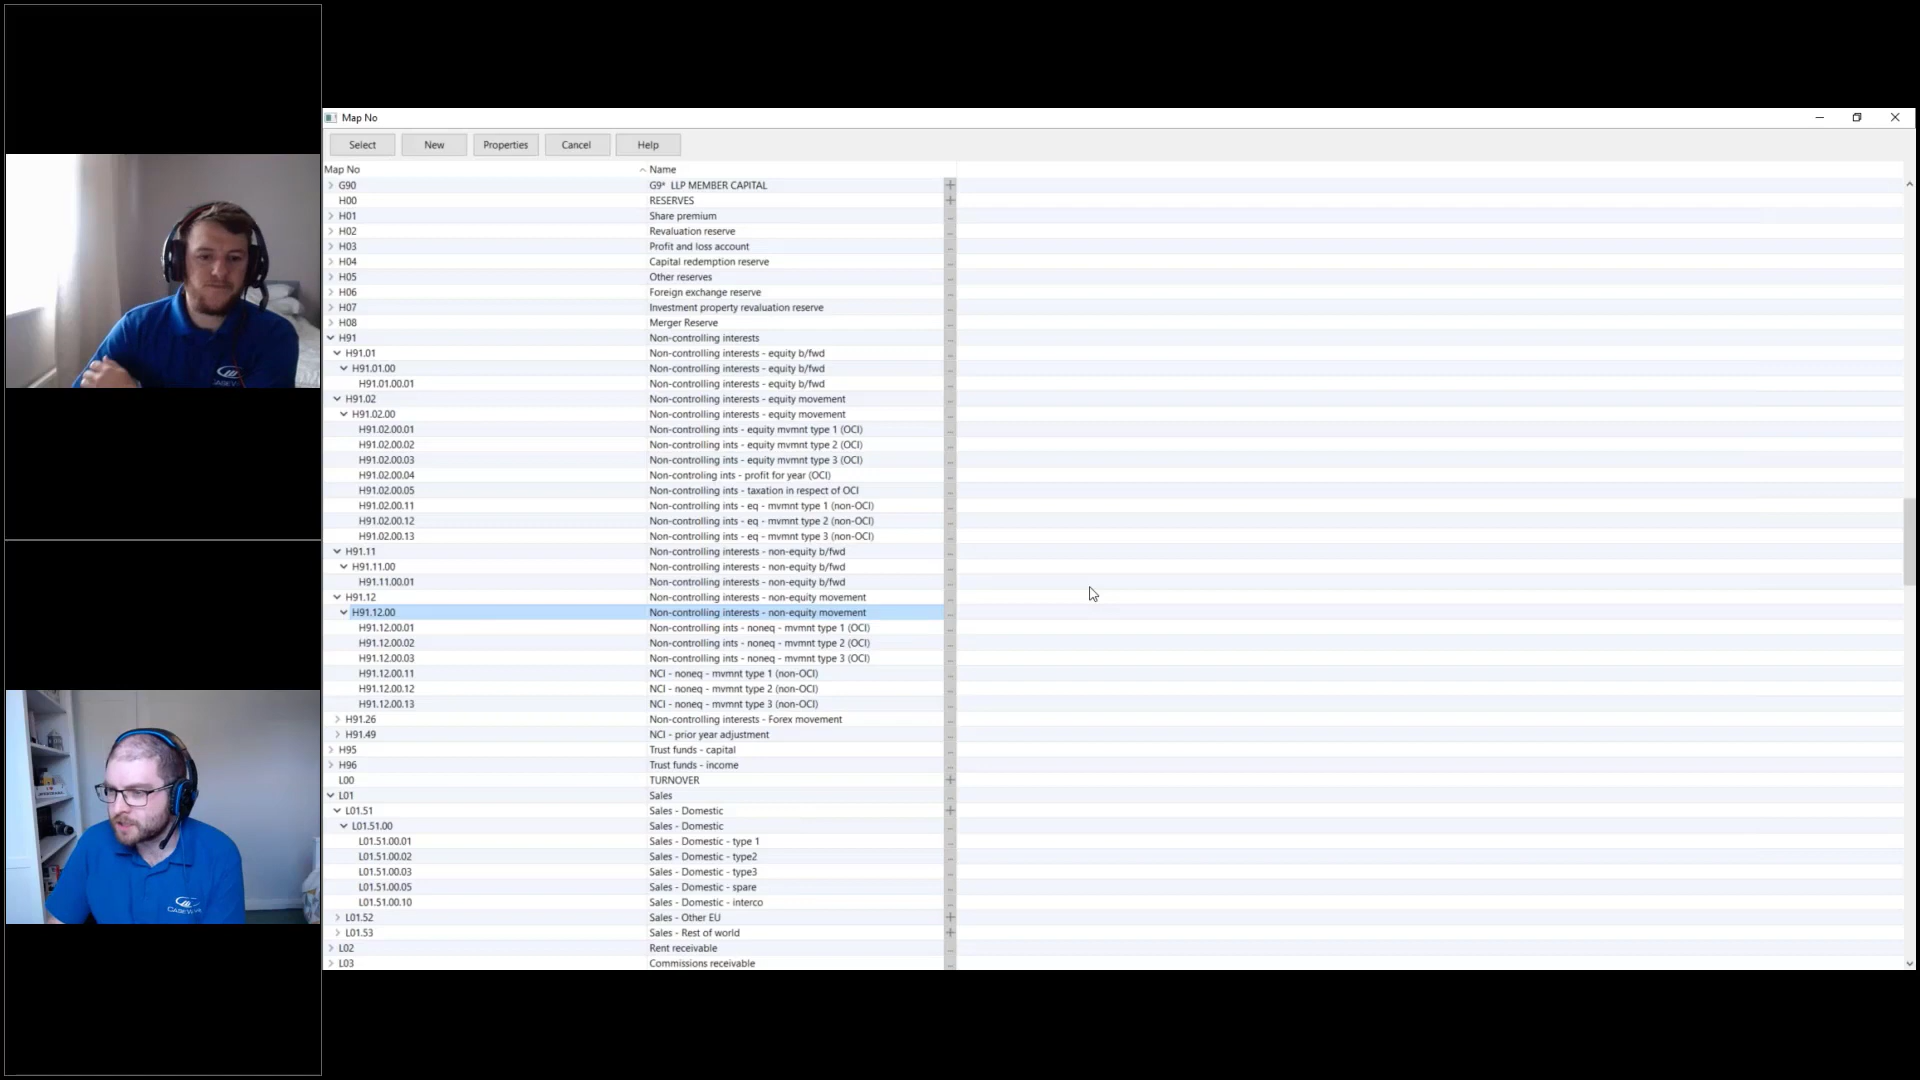 Map No
Select New Properties Cancel Help
Map No Name
G90 G9* LLP MEMBER CAPITAL
H00 RESERVES
H01 Share premium
H02 Revaluation reserve
H03 Profit and loss account
H04 Capital redemption reserve
H05 Other reserves
H06 Foreign exchange reserve
H07 Investment property revaluation reserve
H08 Merger Reserve
H91 Non-controlling interests
H91.01 Non-controlling interests - equity b/fwd
H91.01.00 Non-controlling interests - equity b/fwd
H91.01.00.01 Non-controlling interests - equity b/fwd
H91.02 Non-controlling interests - equity movement
H91.02.00 Non-controlling interests - equity movement
H91.02.00.01 Non-controlling ints - equity mvmnt type 1 (OCI)
H91.02.00.02 Non-controlling ints - equity mvmnt type 2 (OCI)
H91.02.00.03 Non-controlling ints - equity mvmnt type 3 (OCI)
H91.02.00.04 Non-controling ints - profit for year (OCI)
H91.02.00.05 Non-controlling ints - taxation in respect of OCI
H91.02.00.11 Non-controlling ints - eq - mvmnt type 1 (non-OCI)
H91.02.00.12 Non-controlling ints - eq - mvmnt type 2 (non-OCI)
H91.02.00.13 Non-controlling ints - eq - mvmnt type 3 (non-OCI)
H91.11 Non-controlling interests - non-equity b/fwd
H91.11.00 Non-controlling interests - non-equity b/fwd
H91.11.00.01 Non-controlling interests - non-equity b/fwd
H91.12 Non-controlling interests - non-equity movement
H91.12.00 Non-controlling interests - non-equity movement
H91.12.00.01 Non-controlling ints - noneq - mvmnt type 1 (OCI)
H91.12.00.02 Non-controlling ints - noneq - mvmnt type 2 (OCI)
H91.12.00.03 Non-controlling ints - noneq - mvmnt type 3 (OCI)
H91.12.00.11 NCI - noneq - mvmnt type 1 (non-OCI)
H91.12.00.12 NCI - noneq - mvmnt type 2 (non-OCI)
H91.12.00.13 NCI - noneq - mvmnt type 3 (non-OCI)
H91.26 Non-controlling interests - Forex movement
H91.49 NCI - prior year adjustment
H95 Trust funds - capital
H96 Trust funds - income
L00 TURNOVER
L01 Sales
L01.51 Sales - Domestic
L01.51.00 Sales - Domestic
L01.51.00.01 Sales - Domestic - type 1
L01.51.00.02 Sales - Domestic - type2
L01.51.00.03 Sales - Domestic - type3
L01.51.00.05 Sales - Domestic - spare
L01.51.00.10 Sales - Domestic - interco
L01.52 Sales - Other EU
L01.53 Sales - Rest of world
L02 Rent receivable
L03 Commissions receivable